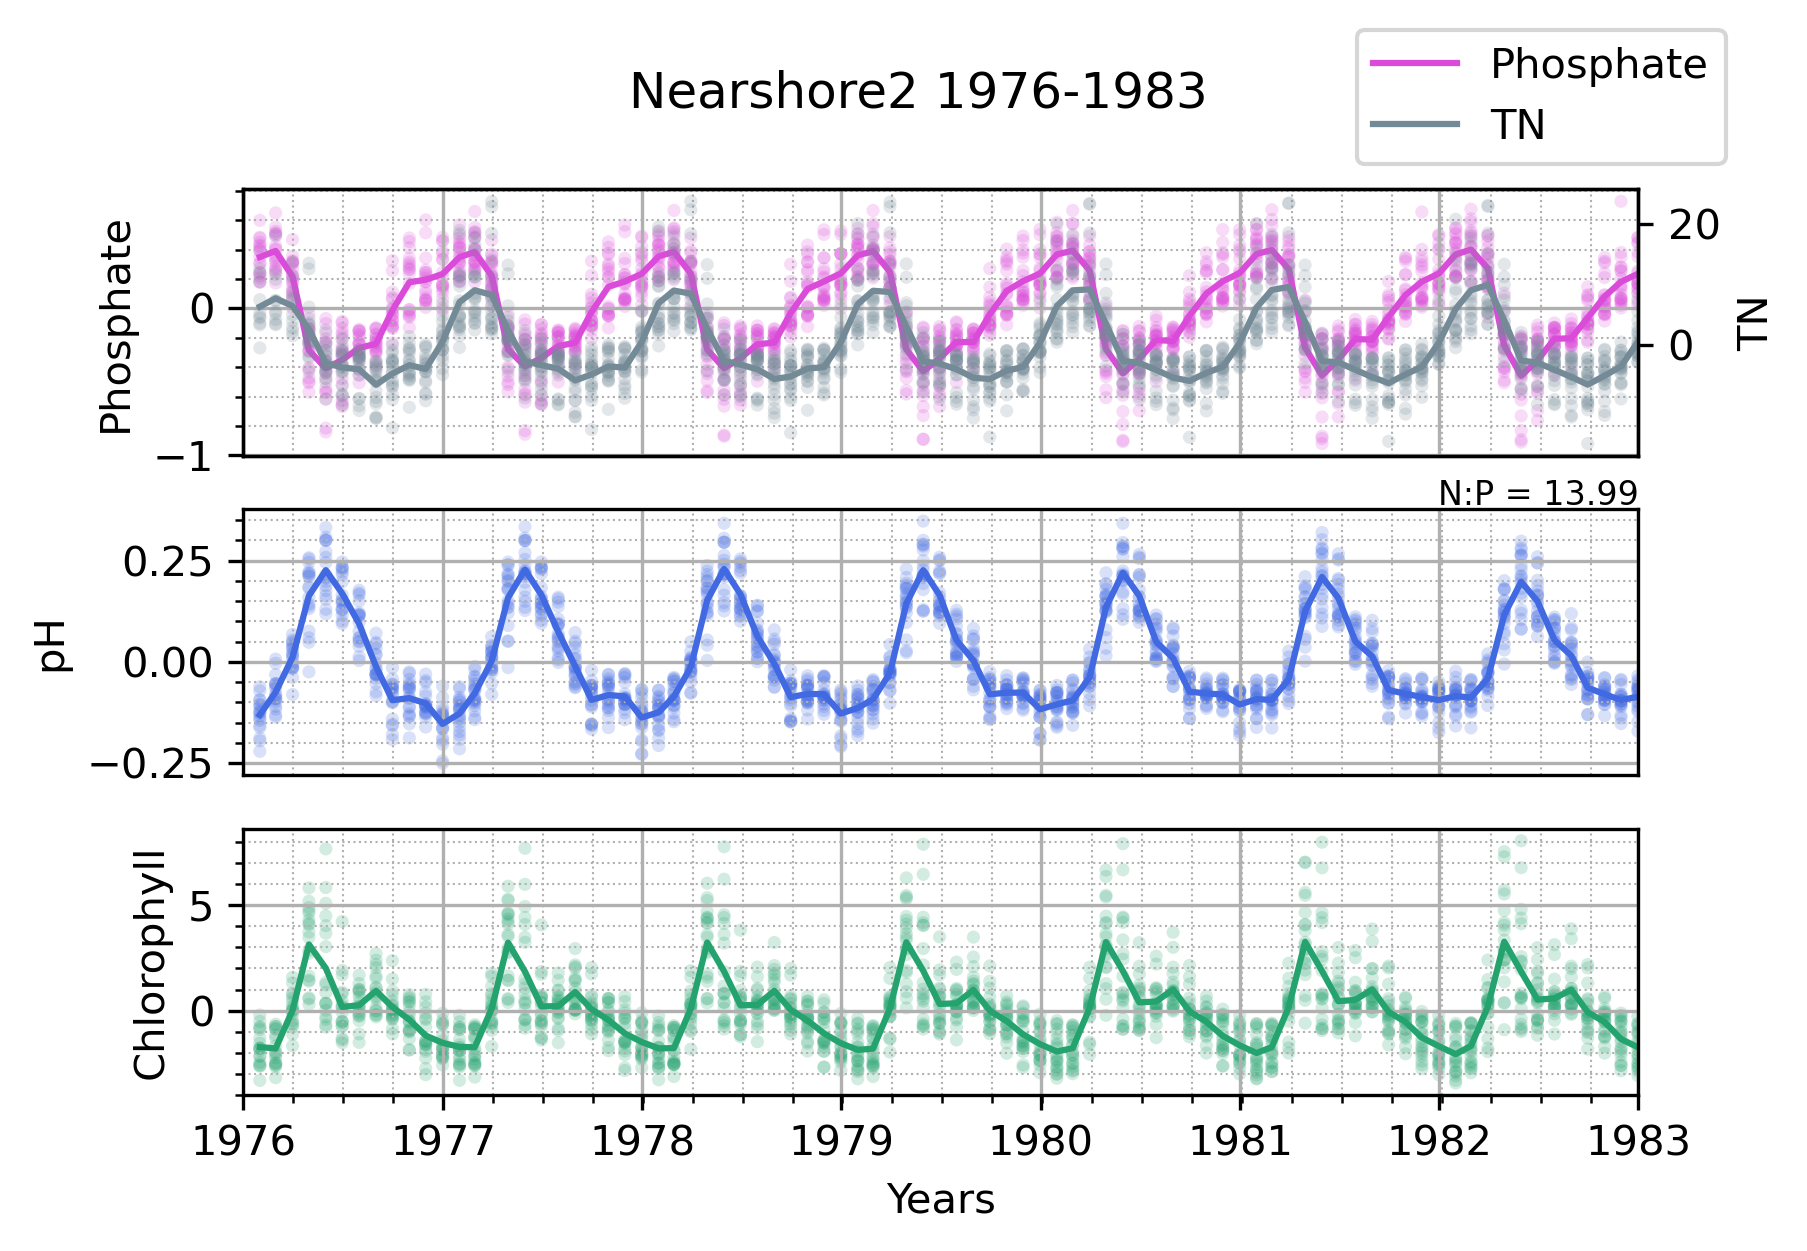 Nearshore2 1976-1983
Phosphate
TN
Phosphate
0
−1
20
0
TN
N:P = 13.99
pH
0.25
0.00
−0.25
Chlorophyll
5
0
1976 1977 1978 1979 1980 1981 1982 1983
Years